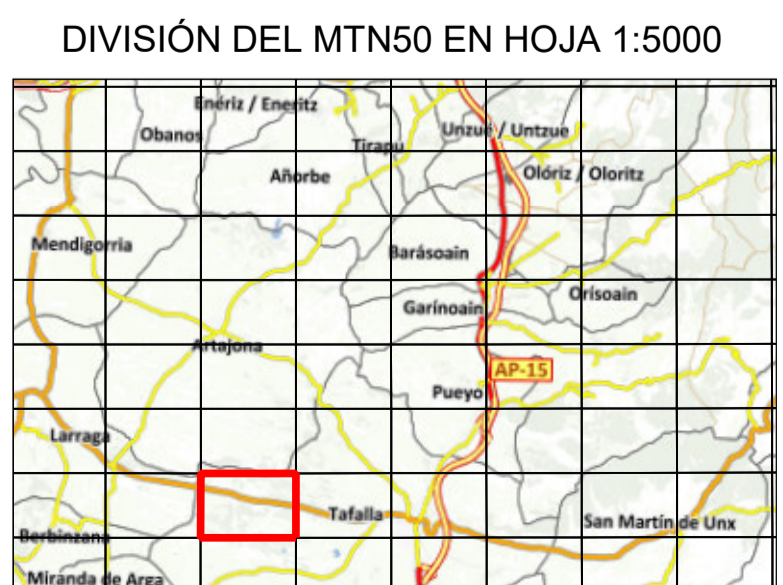 DIVISIÓN DEL MTN50 EN HOJA 1:5000
Enériz / Eneritz
Obanos
Unzué / Untzue
Tirapu
Añorbe
Olóriz / Oloritz
Mendigorria
Barásoain
Orísoain
Garínoain
Artajona
AP-15
Pueyo
Larraga
Tafalla
San Martín de Unx
Berbinzana
Miranda de Arga